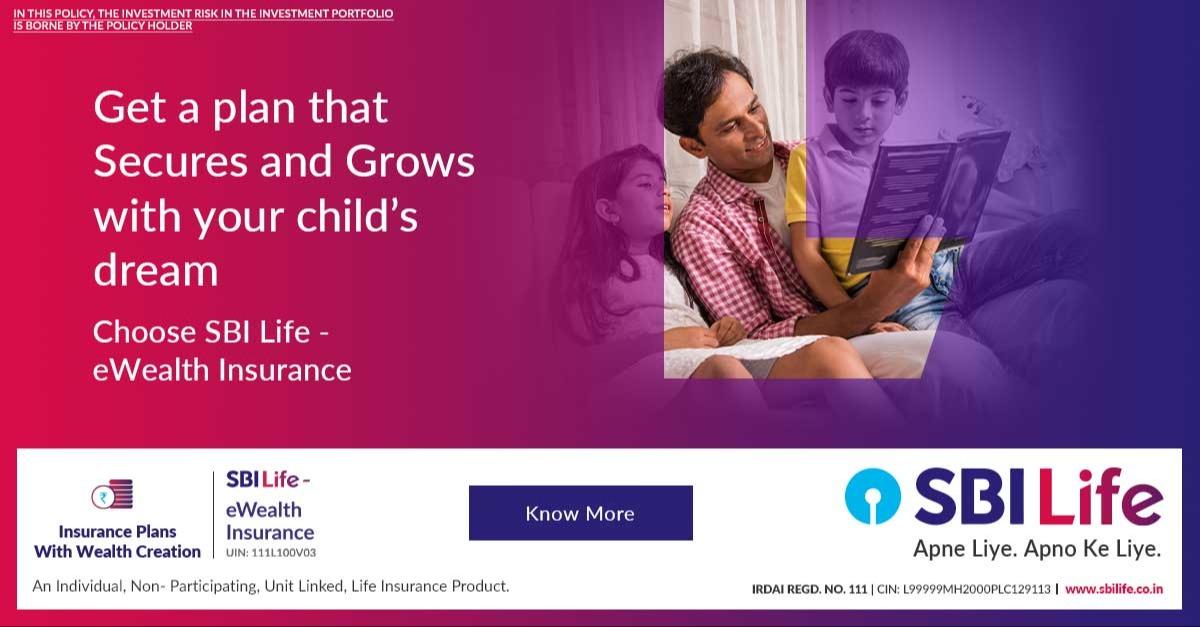 IN THIS POLICY, THE INVESTMENT RISK IN THE INVESTMENT PORTFOLIO
IS BORNE BY THE POLICY HOLDER
Get a plan that
Secures and Grows
with your child's
dream
Choose SBI Life -
eWealth Insurance
Insurance Plans
With Wealth Creation
SBI Life -
eWealth
Insurance
UIN: 111L100V03
Know More
SBI Life
Apne Liye. Apno Ke Liye.
An Individual, Non- Participating, Unit Linked, Life Insurance Product.
IRDAI REGD. NO. 111 | CIN: L99999MH2000PLC129113 | www.sbilife.co.in